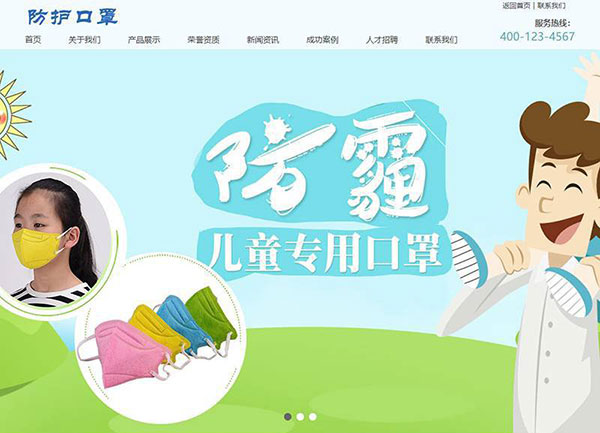 防护口罩
返回首页 | 联系我们
服务热线:
400-123-4567
首页 关于我们 产品展示 荣誉资质 新闻资讯 成功案例 人才招聘 联系我们
防霾
儿童专用口罩